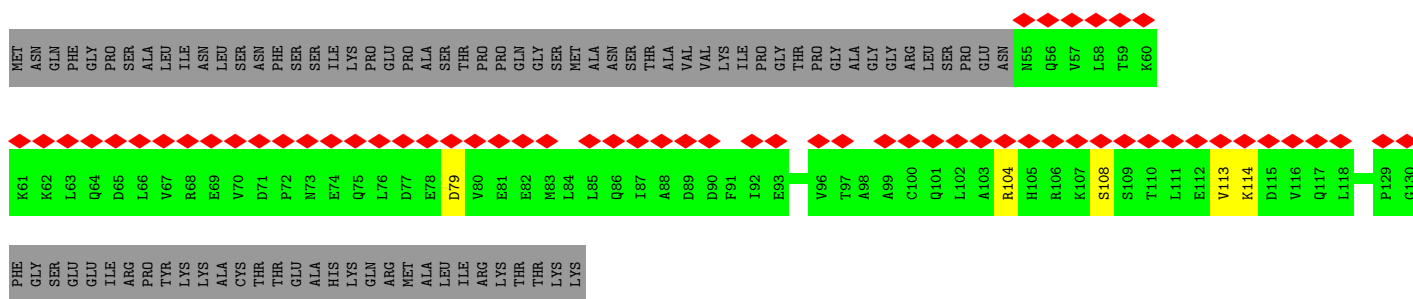 MET ASN GLN PHE GLY PRO SER ALA LEU ILE ASN LEU SER ASN PHE SER SER ILE LYS PRO GLU PRO PRO ALA SER THR PRO PRO GLN GLY SER MET ALA ASN SER THR ALA VAL VAL LYS ILE PRO GLY THR PRO GLY ALA GLY GLY ARG LEU SER PRO GLU ASN N55 Q56 V57 L58 T59 K60
K61 K62 L63 Q64 D65 L66 V67 R68 E69 V70 D71 P72 N73 E74 Q75 L76 D77 E78 D79 V80 E81 E82 M83 L84 L85 Q86 I87 A88 D89 D90 F91 I92 E93 V96 T97 A98 A99 C100 Q101 L102 A103 R104 H105 R106 K107 S108 S109 T110 L111 E112 V113 K114 D115 V116 Q117 L118 P129 G130
PHE GLY SER GLU GLU ILE ARG PRO TYR LYS LYS ALA CYS THR THR GLU ALA HIS LYS GLN ARG MET ALA LEU ILE ARG LYS THR THR LYS LYS